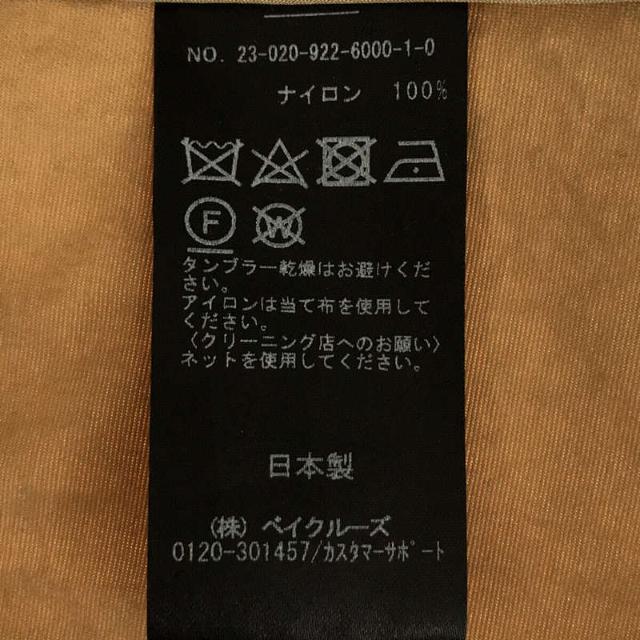 NO. 23-020-922-6000-1-0
ナイロン 100%
F
W
タンブラー乾燥はお避けくだ
さい。
アイロンは当て布を使用して
ください。
〈クリーニング店へのお願い〉
ネットを使用してください。
日本製
(株) ベイクルーズ
0120-301457/カスタマーサポート